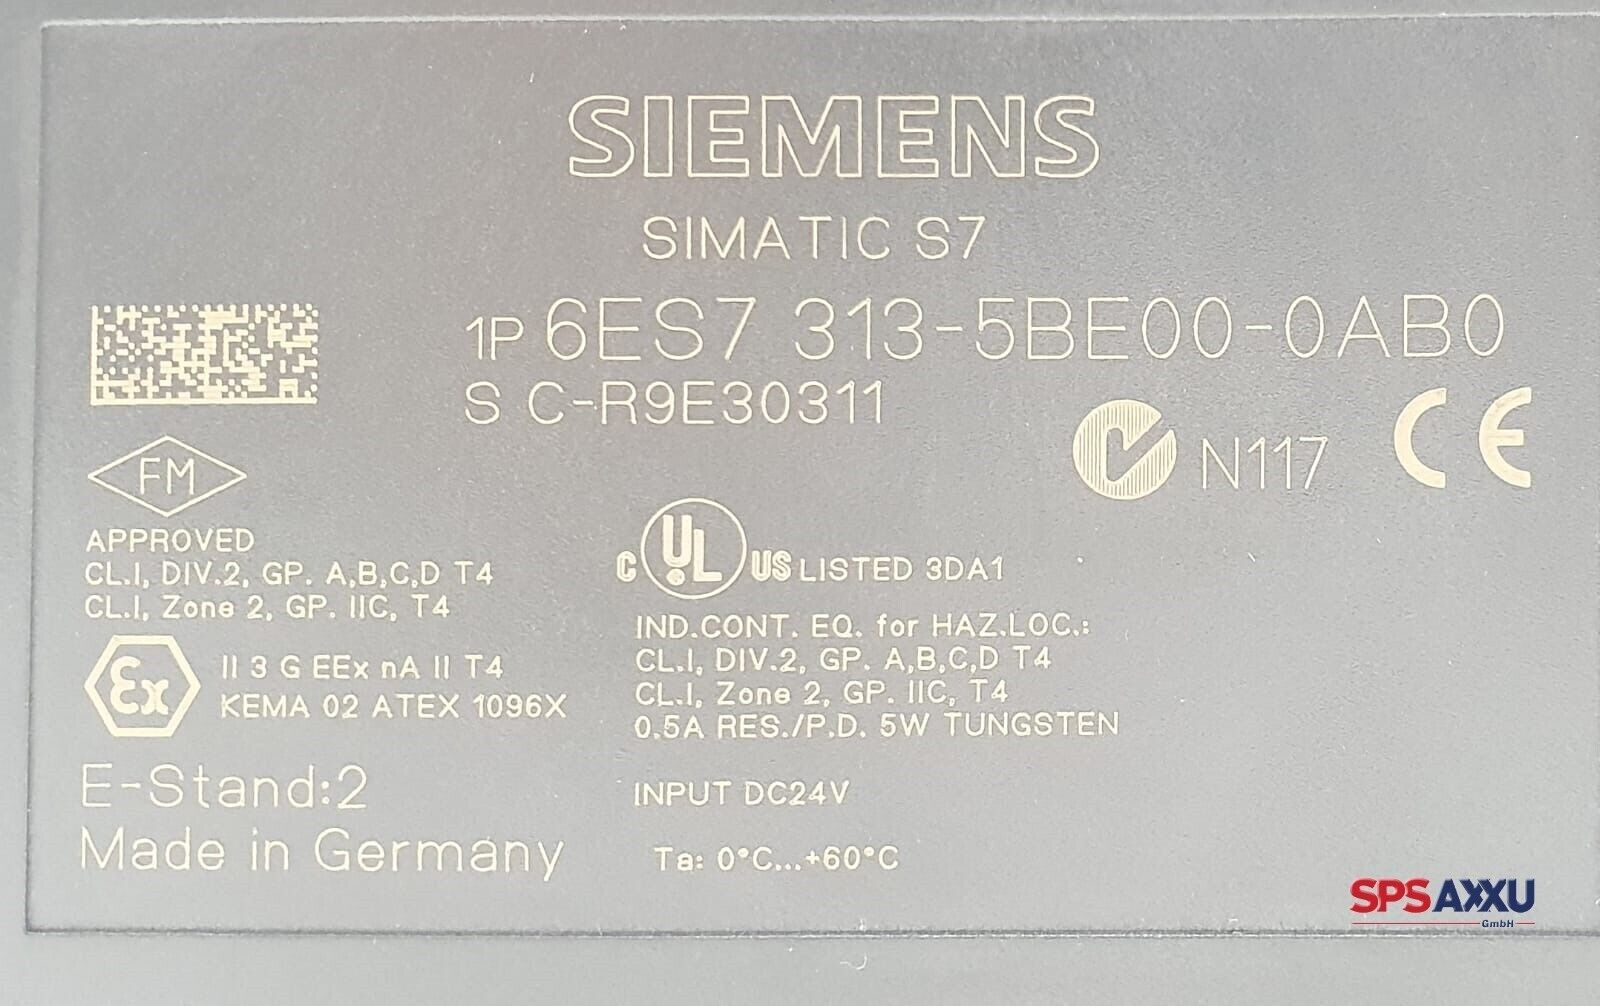 SIEMENS
SIMATIC S7
1P 6ES7 313-5BE00-0AB0
S C-R9E30311
N117 CE
FM
APPROVED
CL.I, DIV.2, GP. A,B,C,D T4
CL.I, Zone 2, GP. IIC, T4
C UL US LISTED 3DA1
IND.CONT. EQ. for HAZ.LOC.:
CL.I, DIV.2, GP. A,B,C,D T4
CL.I, Zone 2, GP. IIC, T4
0.5A RES./P.D. 5W TUNGSTEN
Ex II 3 G EEx nA II T4
KEMA 02 ATEX 1096X
E-Stand:2
Made in Germany
INPUT DC24V
Ta: 0°C...+60°C
SPS AXXU
GmbH